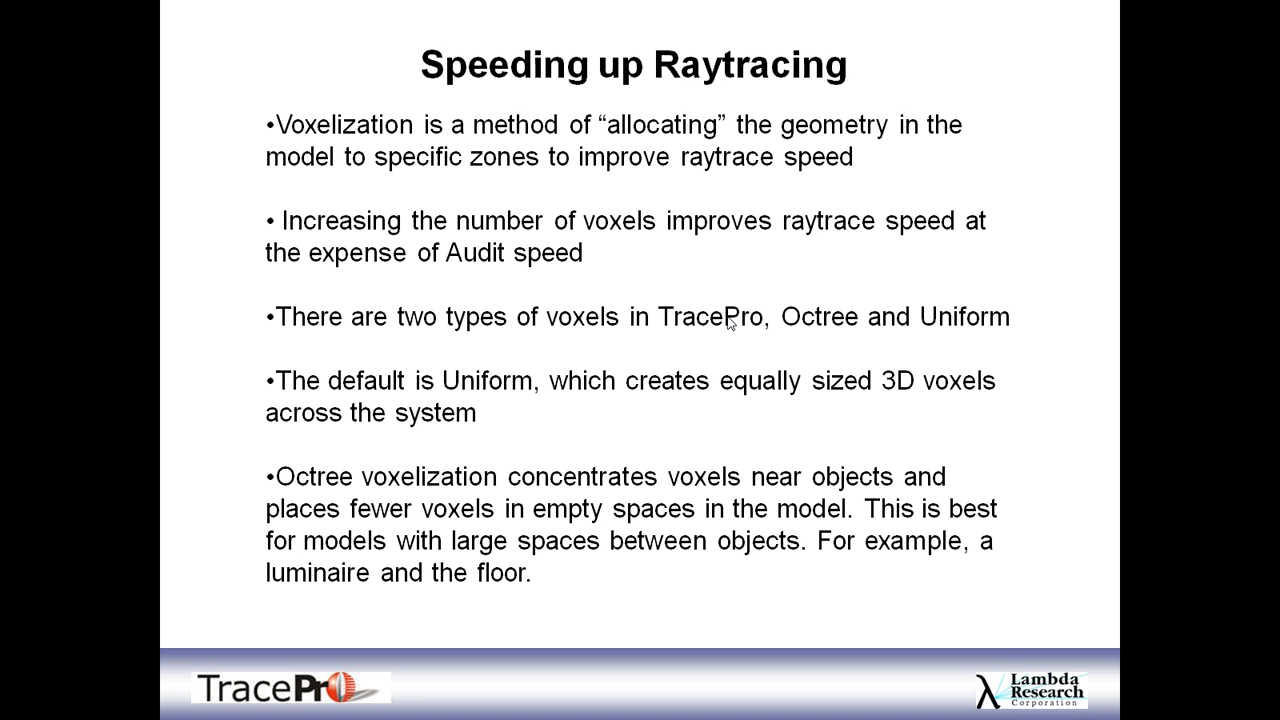 Speeding up Raytracing
•Voxelization is a method of “allocating” the geometry in the
model to specific zones to improve raytrace speed
• Increasing the number of voxels improves raytrace speed at
the expense of Audit speed
•There are two types of voxels in TracePro, Octree and Uniform
•The default is Uniform, which creates equally sized 3D voxels
across the system
•Octree voxelization concentrates voxels near objects and
places fewer voxels in empty spaces in the model. This is best
for models with large spaces between objects. For example, a
luminaire and the floor.
TracePro
λ Lambda
Research
Corporation